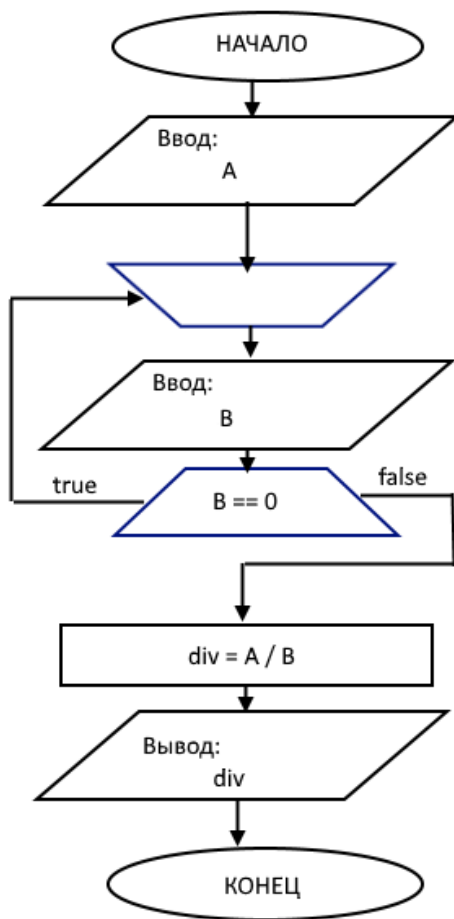 НАЧАЛО
Ввод:
A
Ввод:
B
true
false
B == 0
div = A / B
Вывод:
div
КОНЕЦ